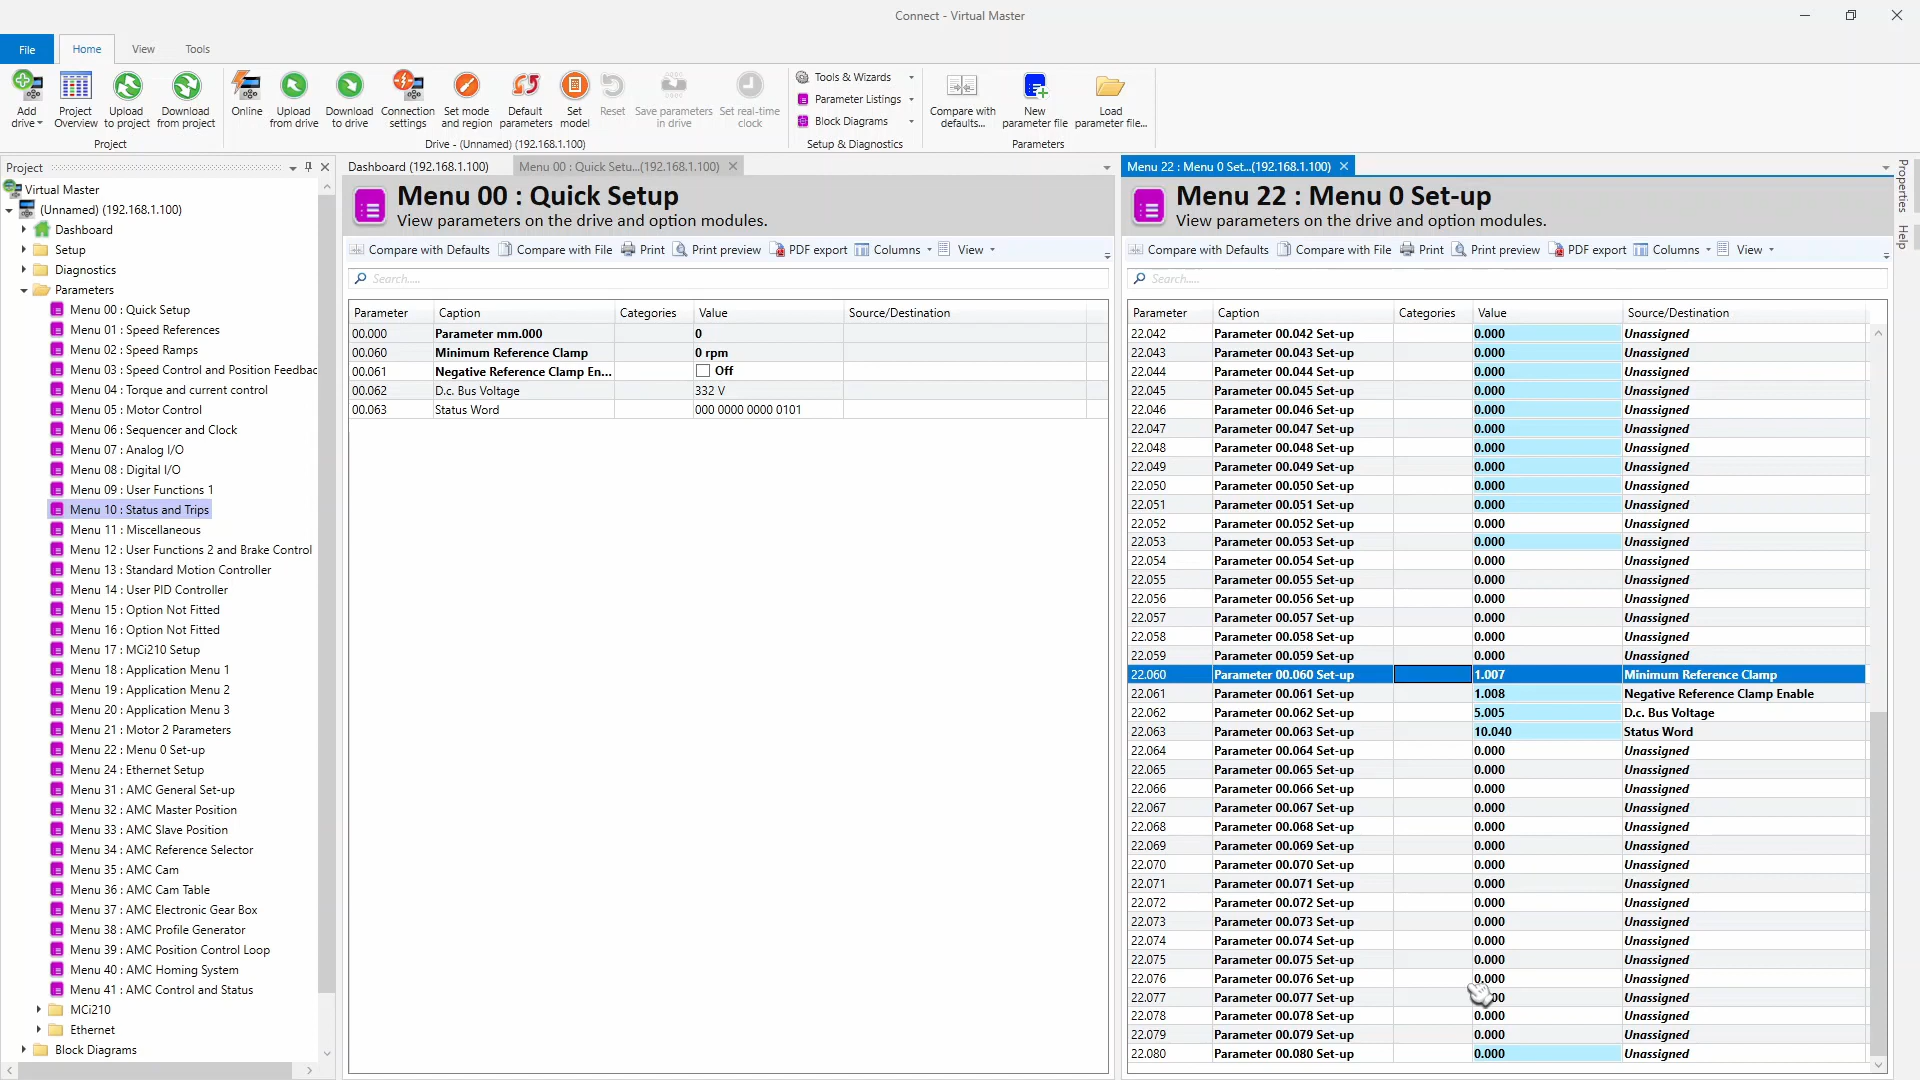 Connect - Virtual Master
File
Home
View
Tools
Add drive
Project Overview
Upload to project
Download from project
Online
Upload from drive
Download to drive
Connection settings
Set mode and region
Default parameters
Set model
Reset
Save parameters in drive
Set real-time clock
Tools & Wizards
Parameter Listings
Block Diagrams
Compare with defaults...
New parameter file
Load parameter file...
Project
Drive - (Unnamed) (192.168.1.100)
Setup & Diagnostics
Parameters
Project
Virtual Master
(Unnamed) (192.168.1.100)
Dashboard
Setup
Diagnostics
Parameters
Menu 00 : Quick Setup
Menu 01 : Speed References
Menu 02 : Speed Ramps
Menu 03 : Speed Control and Position Feedbac
Menu 04 : Torque and current control
Menu 05 : Motor Control
Menu 06 : Sequencer and Clock
Menu 07 : Analog I/O
Menu 08 : Digital I/O
Menu 09 : User Functions 1
Menu 10 : Status and Trips
Menu 11 : Miscellaneous
Menu 12 : User Functions 2 and Brake Control
Menu 13 : Standard Motion Controller
Menu 14 : User PID Controller
Menu 15 : Option Not Fitted
Menu 16 : Option Not Fitted
Menu 17 : MCi210 Setup
Menu 18 : Application Menu 1
Menu 19 : Application Menu 2
Menu 20 : Application Menu 3
Menu 21 : Motor 2 Parameters
Menu 22 : Menu 0 Set-up
Menu 24 : Ethernet Setup
Menu 31 : AMC General Set-up
Menu 32 : AMC Master Position
Menu 33 : AMC Slave Position
Menu 34 : AMC Reference Selector
Menu 35 : AMC Cam
Menu 36 : AMC Cam Table
Menu 37 : AMC Electronic Gear Box
Menu 38 : AMC Profile Generator
Menu 39 : AMC Position Control Loop
Menu 40 : AMC Homing System
Menu 41 : AMC Control and Status
MCi210
Ethernet
Block Diagrams
Dashboard (192.168.1.100)
Menu 00 : Quick Setu...(192.168.1.100)
Menu 00 : Quick Setup
View parameters on the drive and option modules.
Compare with Defaults Compare with File Print Print preview PDF export Columns View
Search.....
Parameter Caption Categories Value Source/Destination
00.000 Parameter mm.000 0
00.060 Minimum Reference Clamp 0 rpm
00.061 Negative Reference Clamp En... Off
00.062 D.c. Bus Voltage 332 V
00.063 Status Word 000 0000 0000 0101
Menu 22 : Menu 0 Set...(192.168.1.100)
Menu 22 : Menu 0 Set-up
View parameters on the drive and option modules.
Compare with Defaults Compare with File Print Print preview PDF export Columns View
Search.....
Parameter Caption Categories Value Source/Destination
22.042 Parameter 00.042 Set-up 0.000 Unassigned
22.043 Parameter 00.043 Set-up 0.000 Unassigned
22.044 Parameter 00.044 Set-up 0.000 Unassigned
22.045 Parameter 00.045 Set-up 0.000 Unassigned
22.046 Parameter 00.046 Set-up 0.000 Unassigned
22.047 Parameter 00.047 Set-up 0.000 Unassigned
22.048 Parameter 00.048 Set-up 0.000 Unassigned
22.049 Parameter 00.049 Set-up 0.000 Unassigned
22.050 Parameter 00.050 Set-up 0.000 Unassigned
22.051 Parameter 00.051 Set-up 0.000 Unassigned
22.052 Parameter 00.052 Set-up 0.000 Unassigned
22.053 Parameter 00.053 Set-up 0.000 Unassigned
22.054 Parameter 00.054 Set-up 0.000 Unassigned
22.055 Parameter 00.055 Set-up 0.000 Unassigned
22.056 Parameter 00.056 Set-up 0.000 Unassigned
22.057 Parameter 00.057 Set-up 0.000 Unassigned
22.058 Parameter 00.058 Set-up 0.000 Unassigned
22.059 Parameter 00.059 Set-up 0.000 Unassigned
22.060 Parameter 00.060 Set-up 1.007 Minimum Reference Clamp
22.061 Parameter 00.061 Set-up 1.008 Negative Reference Clamp Enable
22.062 Parameter 00.062 Set-up 5.005 D.c. Bus Voltage
22.063 Parameter 00.063 Set-up 10.040 Status Word
22.064 Parameter 00.064 Set-up 0.000 Unassigned
22.065 Parameter 00.065 Set-up 0.000 Unassigned
22.066 Parameter 00.066 Set-up 0.000 Unassigned
22.067 Parameter 00.067 Set-up 0.000 Unassigned
22.068 Parameter 00.068 Set-up 0.000 Unassigned
22.069 Parameter 00.069 Set-up 0.000 Unassigned
22.070 Parameter 00.070 Set-up 0.000 Unassigned
22.071 Parameter 00.071 Set-up 0.000 Unassigned
22.072 Parameter 00.072 Set-up 0.000 Unassigned
22.073 Parameter 00.073 Set-up 0.000 Unassigned
22.074 Parameter 00.074 Set-up 0.000 Unassigned
22.075 Parameter 00.075 Set-up 0.000 Unassigned
22.076 Parameter 00.076 Set-up 0.000 Unassigned
22.077 Parameter 00.077 Set-up 00 Unassigned
22.078 Parameter 00.078 Set-up 0.000 Unassigned
22.079 Parameter 00.079 Set-up 0.000 Unassigned
22.080 Parameter 00.080 Set-up 0.000 Unassigned
Properties
Help